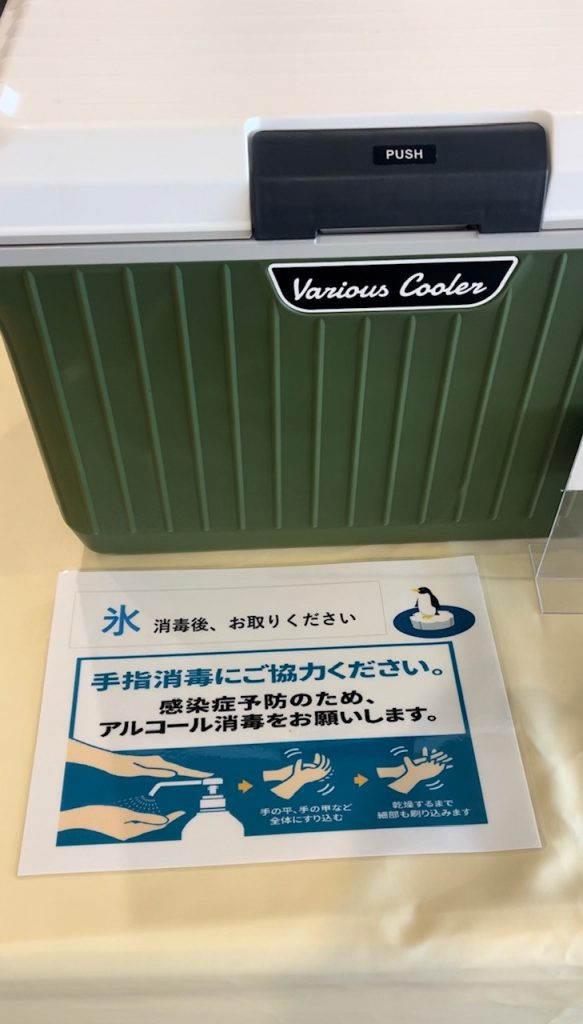 PUSH
Various Cooler
氷 消毒後、お取りください
手指消毒にご協力ください。
感染症予防のため、
アルコール消毒をお願いします。
手の平、手の甲など
全体にすり込む
乾燥するまで
細部も刷り込みます